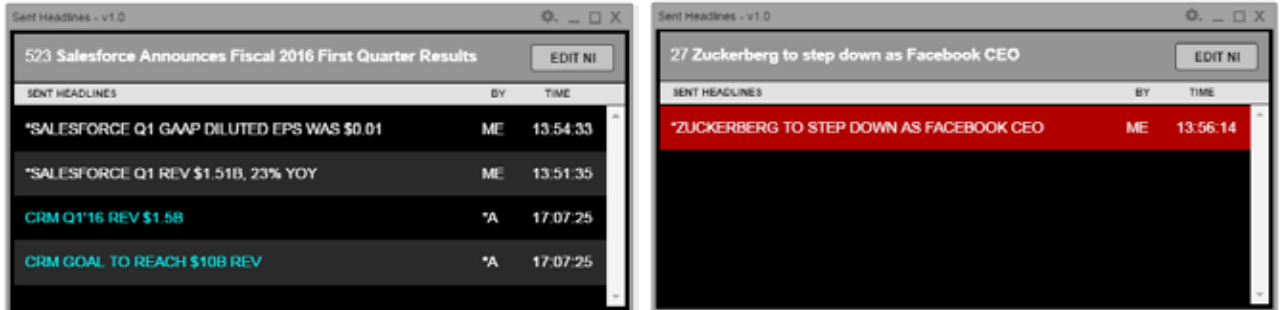 Sent Headlines - v1.0
523 Salesforce Announces Fiscal 2016 First Quarter Results EDIT NI
SENT HEADLINES BY TIME
*SALESFORCE Q1 GAAP DILUTED EPS WAS $0.01 ME 13:54:33
*SALESFORCE Q1 REV $1.51B, 23% YOY ME 13:51:35
CRM Q1'16 REV $1.5B *A 17:07:25
CRM GOAL TO REACH $10B REV *A 17:07:25
Sent Headlines - v1.0
27 Zuckerberg to step down as Facebook CEO EDIT NI
SENT HEADLINES BY TIME
*ZUCKERBERG TO STEP DOWN AS FACEBOOK CEO ME 13:56:14